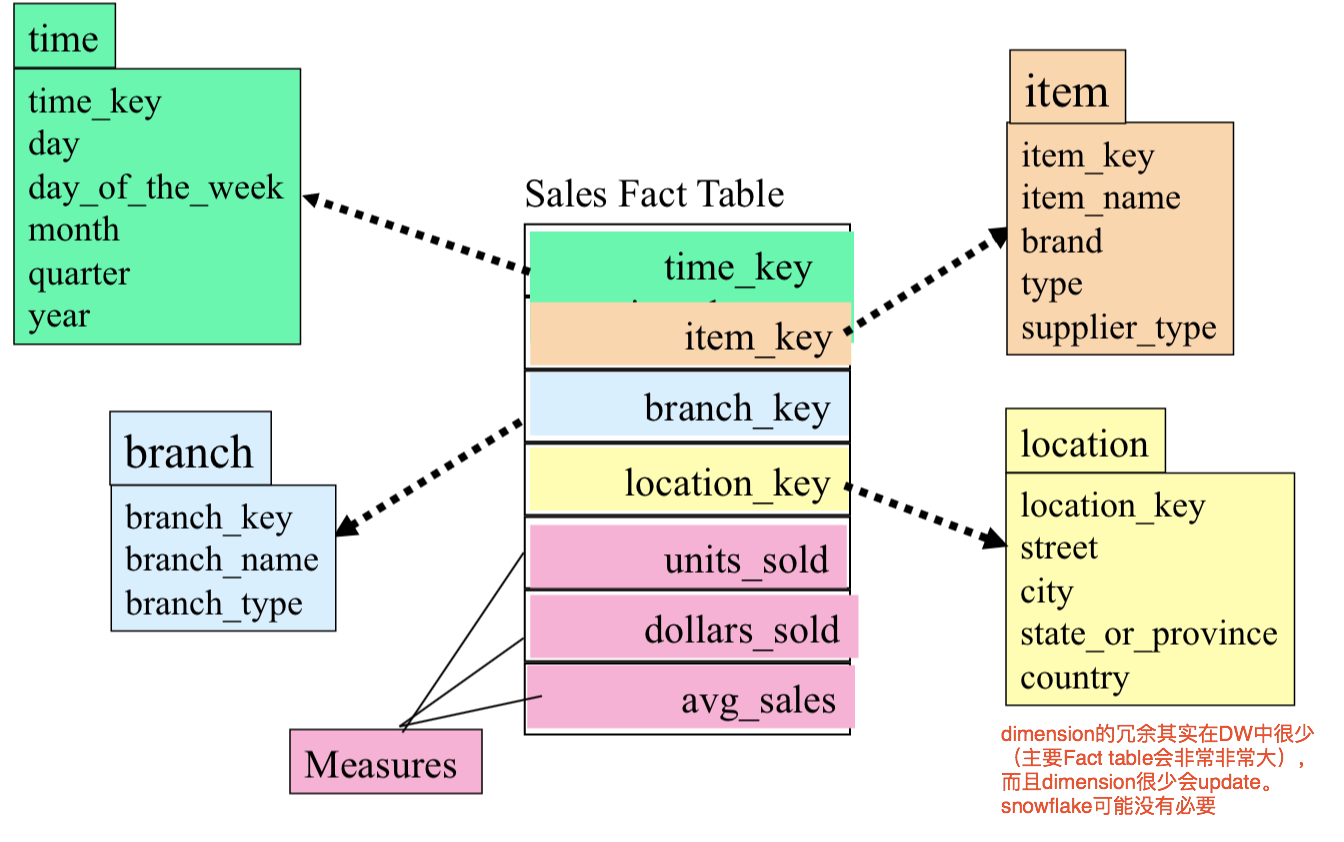 time
time_key
day
day_of_the_week
month
quarter
year
item
item_key
item_name
brand
type
supplier_type
Sales Fact Table
time_key
item_key
branch_key
location_key
units_sold
dollars_sold
avg_sales
branch
branch_key
branch_name
branch_type
location
location_key
street
city
state_or_province
country
Measures
dimension的冗余其实在DW中很少
（主要Fact table会非常非常大），
而且dimension很少会update。
snowflake可能没有必要